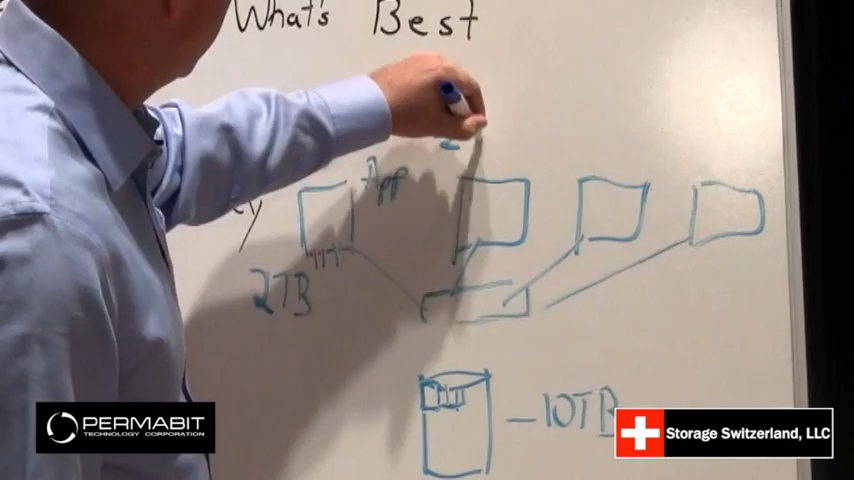 What's Best
App
2TB
10TB
PERMABIT
TECHNOLOGY CORPORATION
Storage Switzerland, LLC